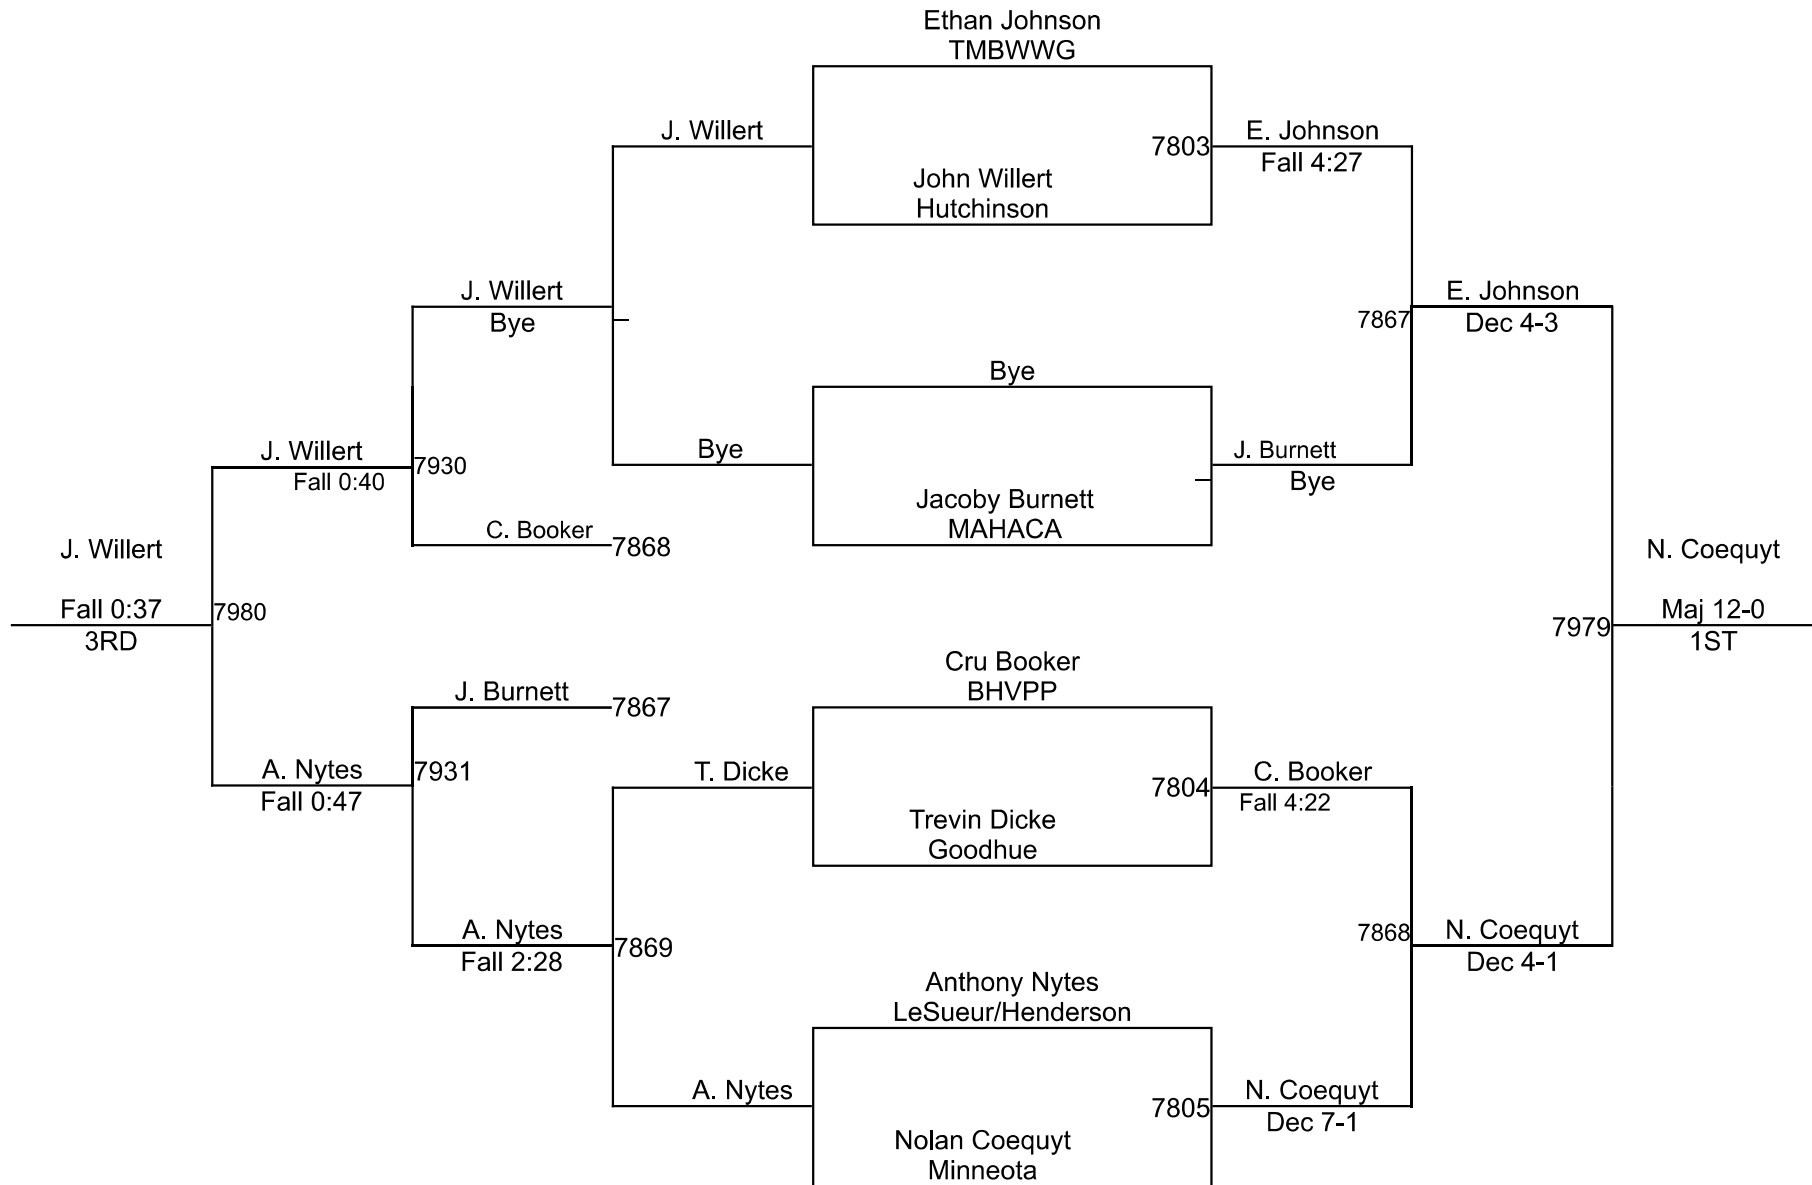 Ethan Johnson
TMBWWG
J. Willert
7803
E. Johnson
Fall 4:27
John Willert
Hutchinson
J. Willert
Bye
7867
E. Johnson
Dec 4-3
Bye
J. Willert
Fall 0:40
7930
Bye
J. Burnett
Bye
Jacoby Burnett
MAHACA
C. Booker
7868
J. Willert
Fall 0:37
3RD
7980
N. Coequyt
Maj 12-0
1ST
7979
Cru Booker
BHVPP
J. Burnett
7867
A. Nytes
Fall 0:47
7931
T. Dicke
7804
C. Booker
Fall 4:22
Trevin Dicke
Goodhue
A. Nytes
Fall 2:28
7869
7868
N. Coequyt
Dec 4-1
Anthony Nytes
LeSueur/Henderson
A. Nytes
7805
N. Coequyt
Dec 7-1
Nolan Coequyt
Minneota